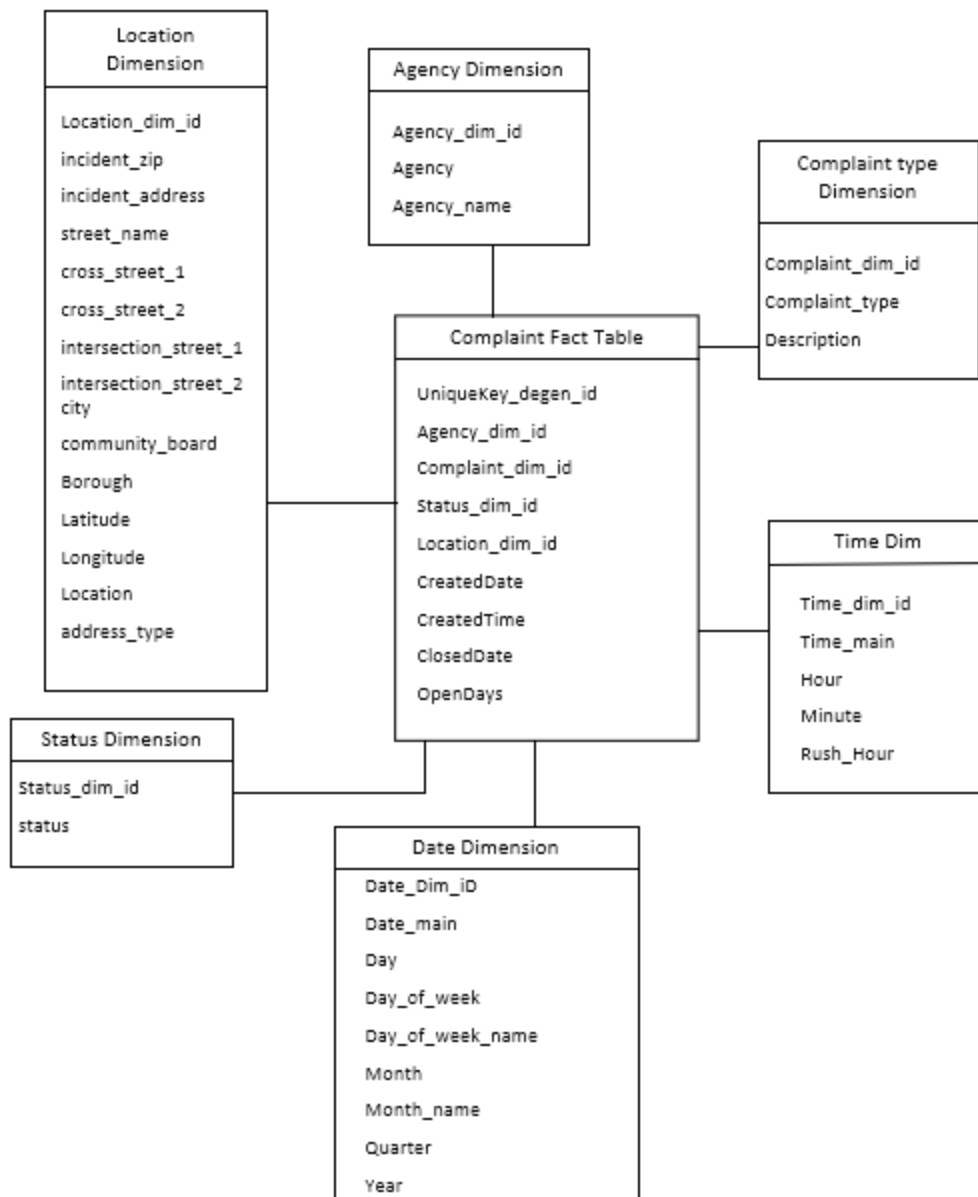 Location
Dimension
Location_dim_id
incident_zip
incident_address
street_name
cross_street_1
cross_street_2
intersection_street_1
intersection_street_2
city
community_board
Borough
Latitude
Longitude
Location
address_type
Agency Dimension
Agency_dim_id
Agency
Agency_name
Complaint type
Dimension
Complaint_dim_id
Complaint_type
Description
Complaint Fact Table
UniqueKey_degen_id
Agency_dim_id
Complaint_dim_id
Status_dim_id
Location_dim_id
CreatedDate
CreatedTime
ClosedDate
OpenDays
Time Dim
Time_dim_id
Time_main
Hour
Minute
Rush_Hour
Status Dimension
Status_dim_id
status
Date Dimension
Date_Dim_iD
Date_main
Day
Day_of_week
Day_of_week_name
Month
Month_name
Quarter
Year